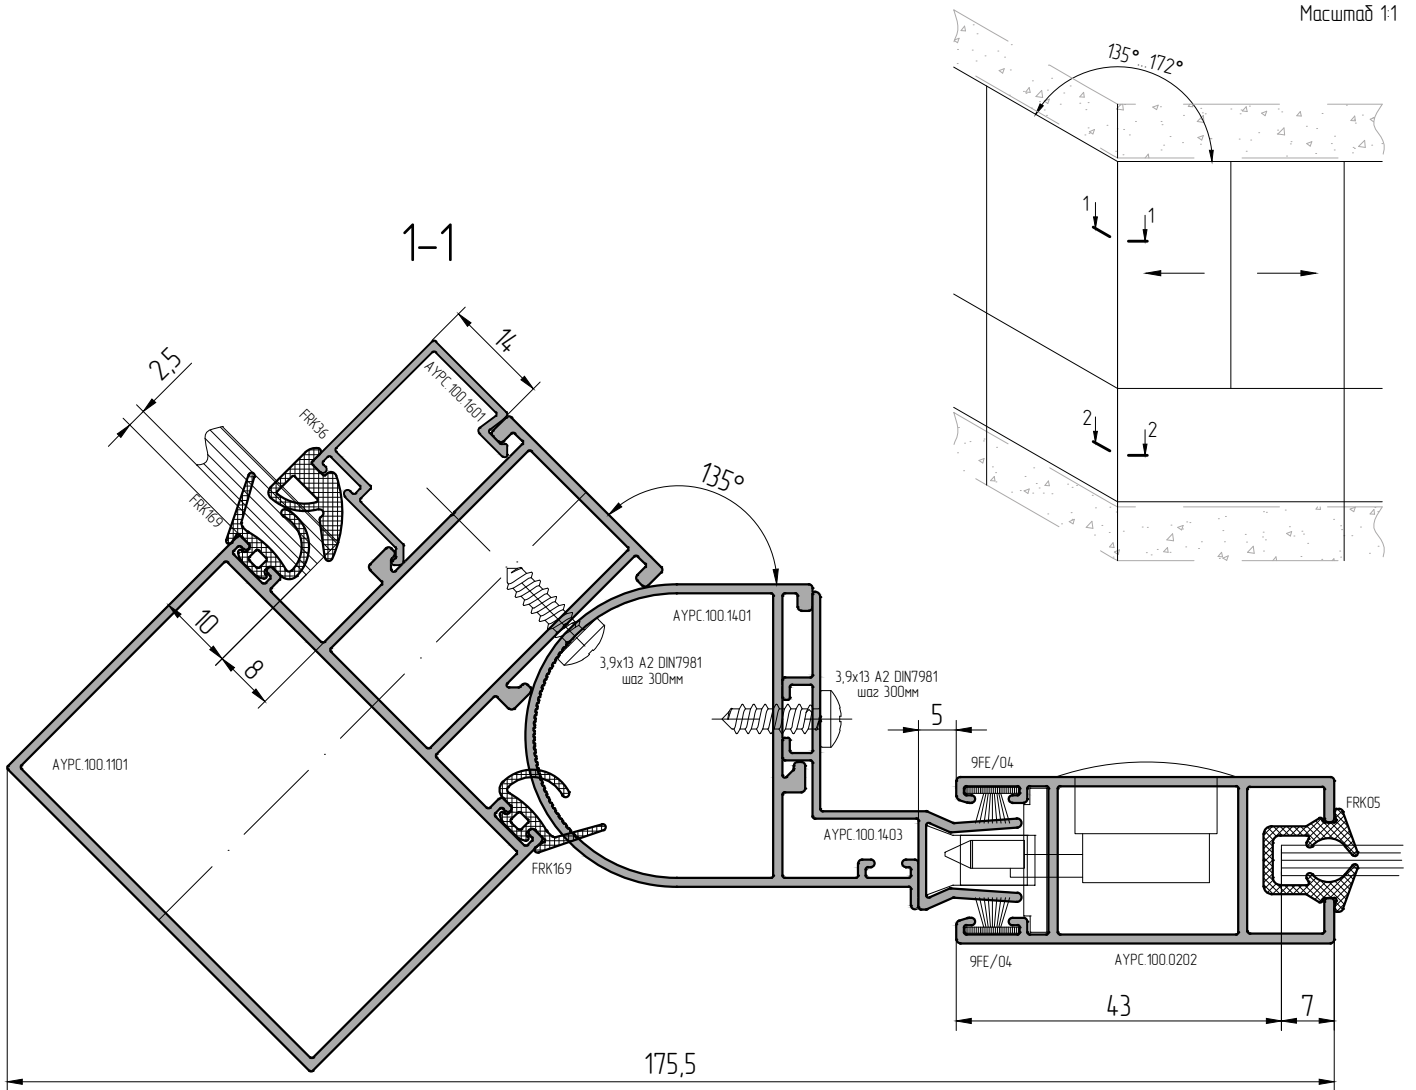 Масштаб 1:1
135°...172°
1
1
1-1
2
2
14
2,5
AYPC.100.1601
FRK36
FRK169
135°
10
8
AYPC.100.1401
3,9x13 A2 DIN7981
шаг 300мм
3,9x13 A2 DIN7981
шаг 300мм
5
AYPC.100.1101
9FE/04
FRK05
AYPC.100.1403
FRK169
9FE/04
AYPC.100.0202
43
7
175,5